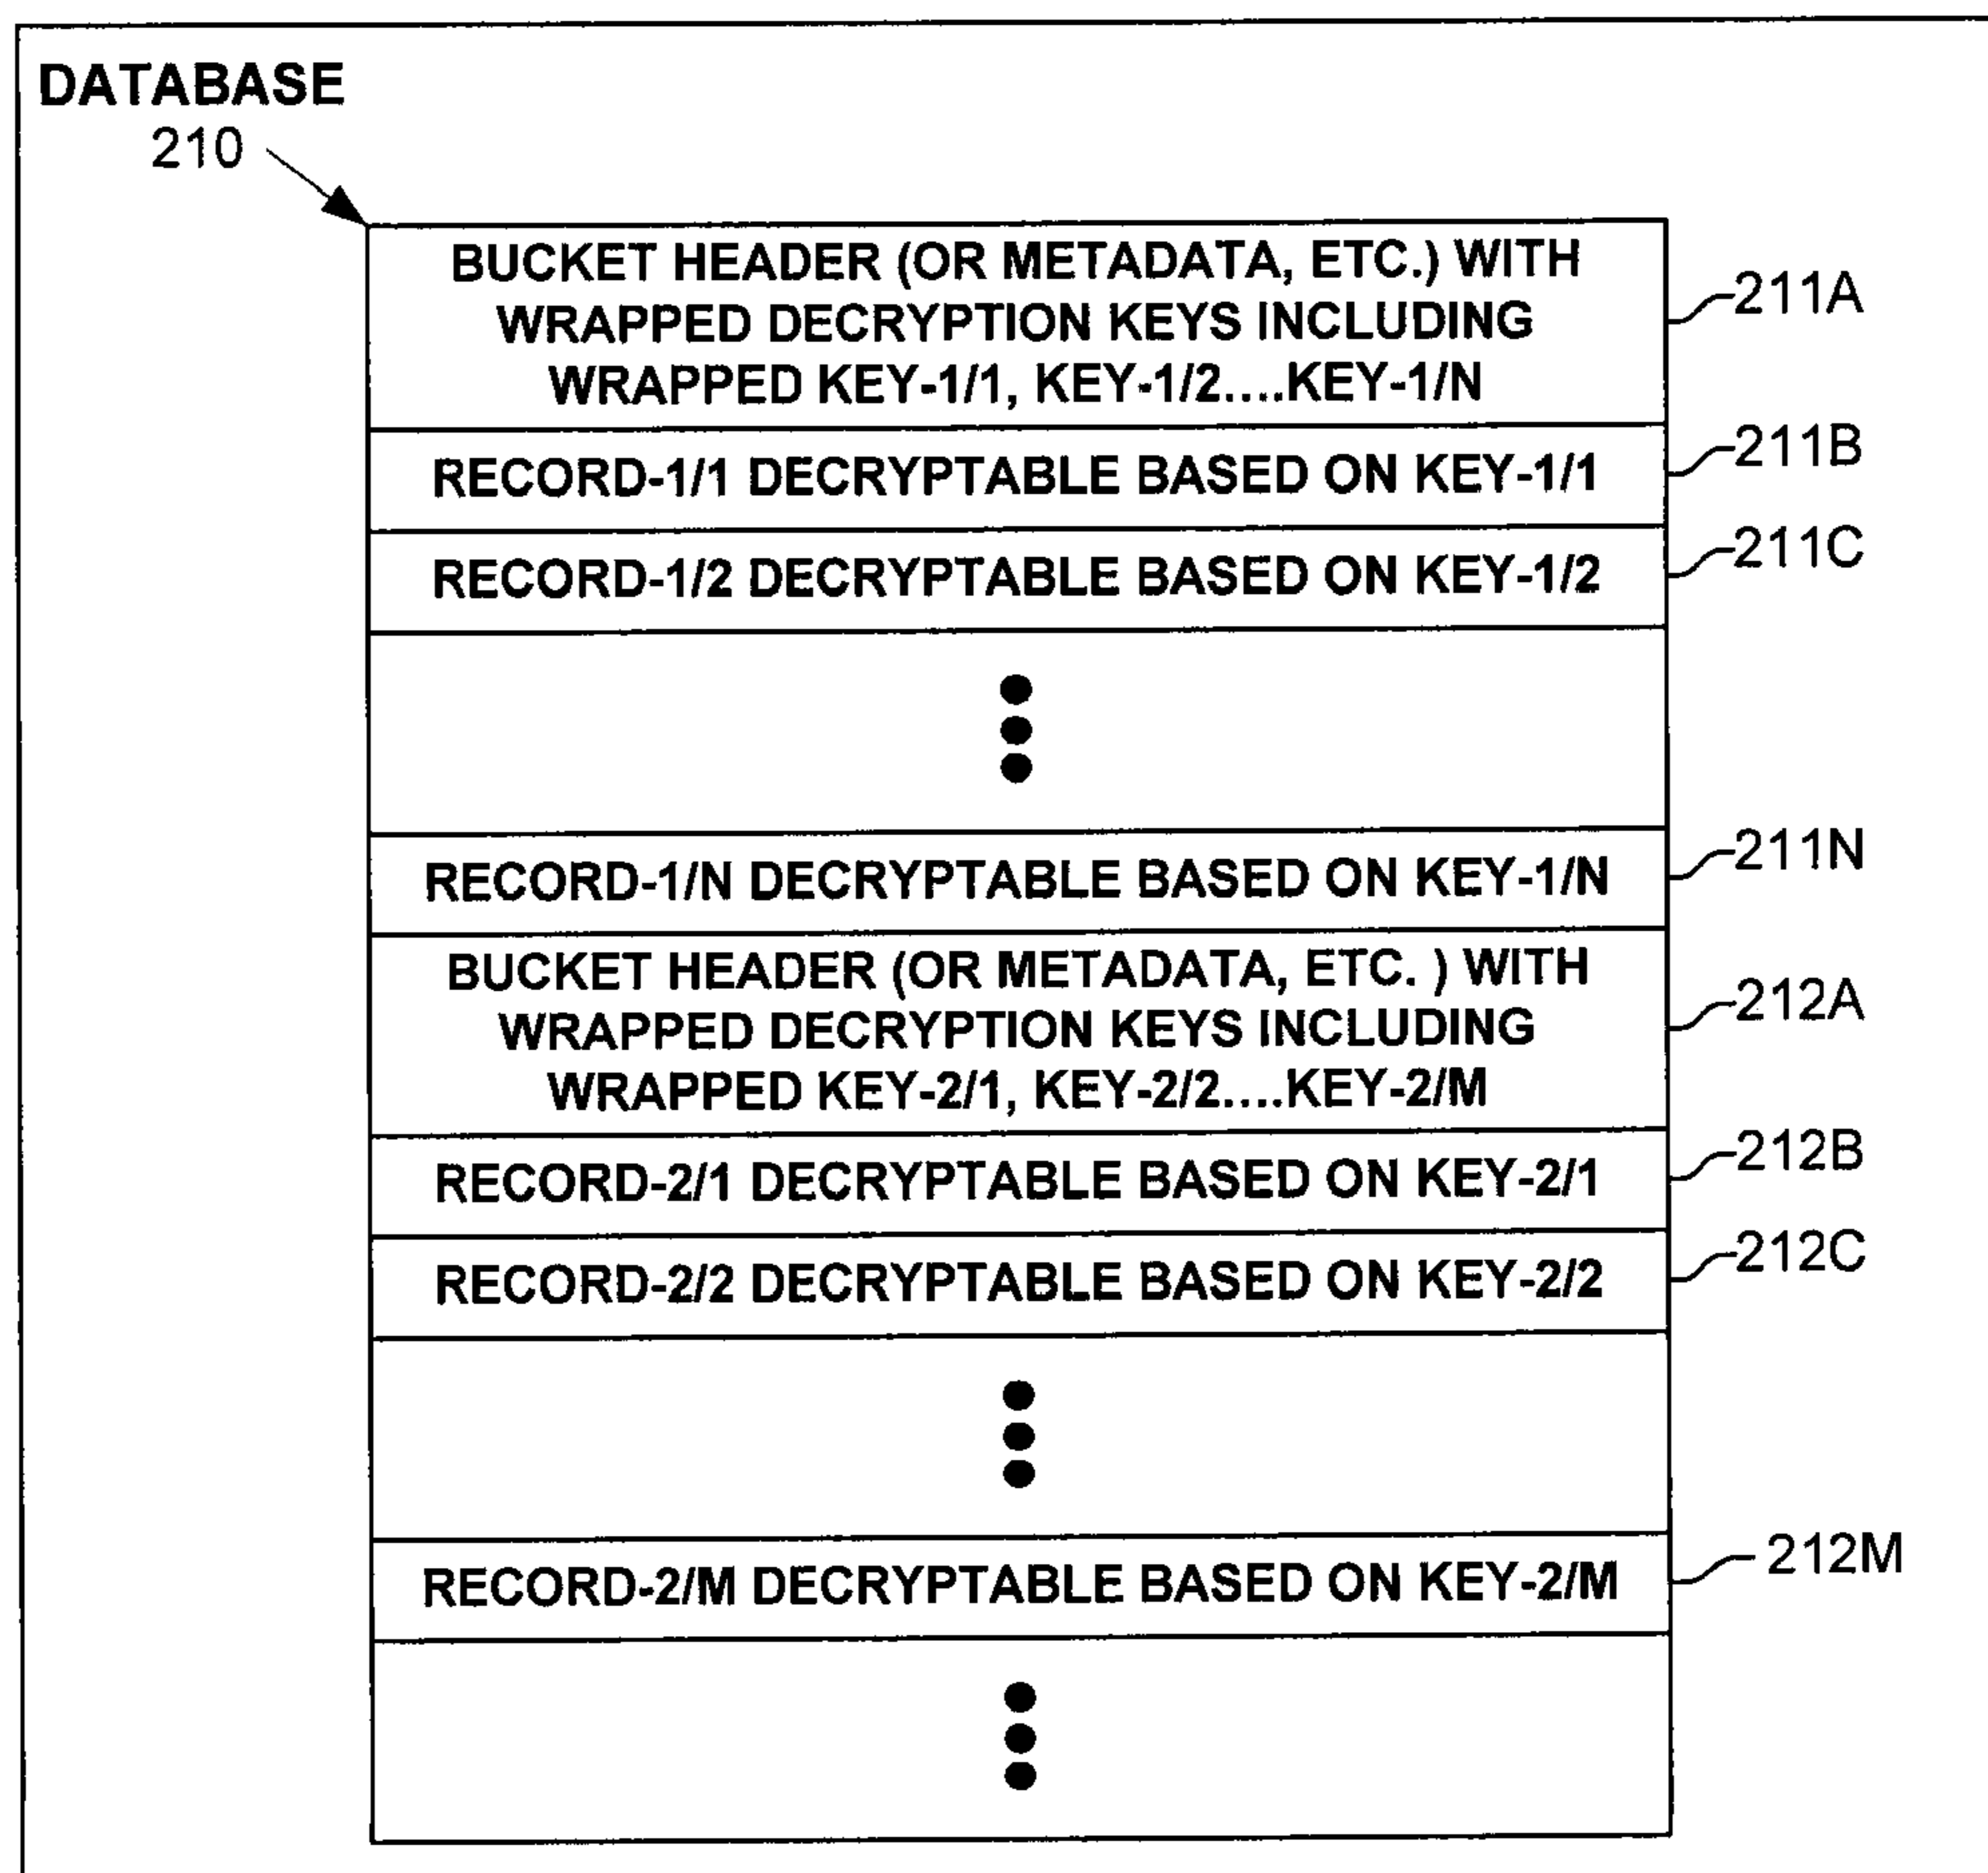 DATABASE
210
BUCKET HEADER (OR METADATA, ETC.) WITH
WRAPPED DECRYPTION KEYS INCLUDING
WRAPPED KEY-1/1, KEY-1/2....KEY-1/N
211A
RECORD-1/1 DECRYPTABLE BASED ON KEY-1/1
211B
RECORD-1/2 DECRYPTABLE BASED ON KEY-1/2
211C
RECORD-1/N DECRYPTABLE BASED ON KEY-1/N
211N
BUCKET HEADER (OR METADATA, ETC. ) WITH
WRAPPED DECRYPTION KEYS INCLUDING
WRAPPED KEY-2/1, KEY-2/2....KEY-2/M
212A
RECORD-2/1 DECRYPTABLE BASED ON KEY-2/1
212B
RECORD-2/2 DECRYPTABLE BASED ON KEY-2/2
212C
RECORD-2/M DECRYPTABLE BASED ON KEY-2/M
212M